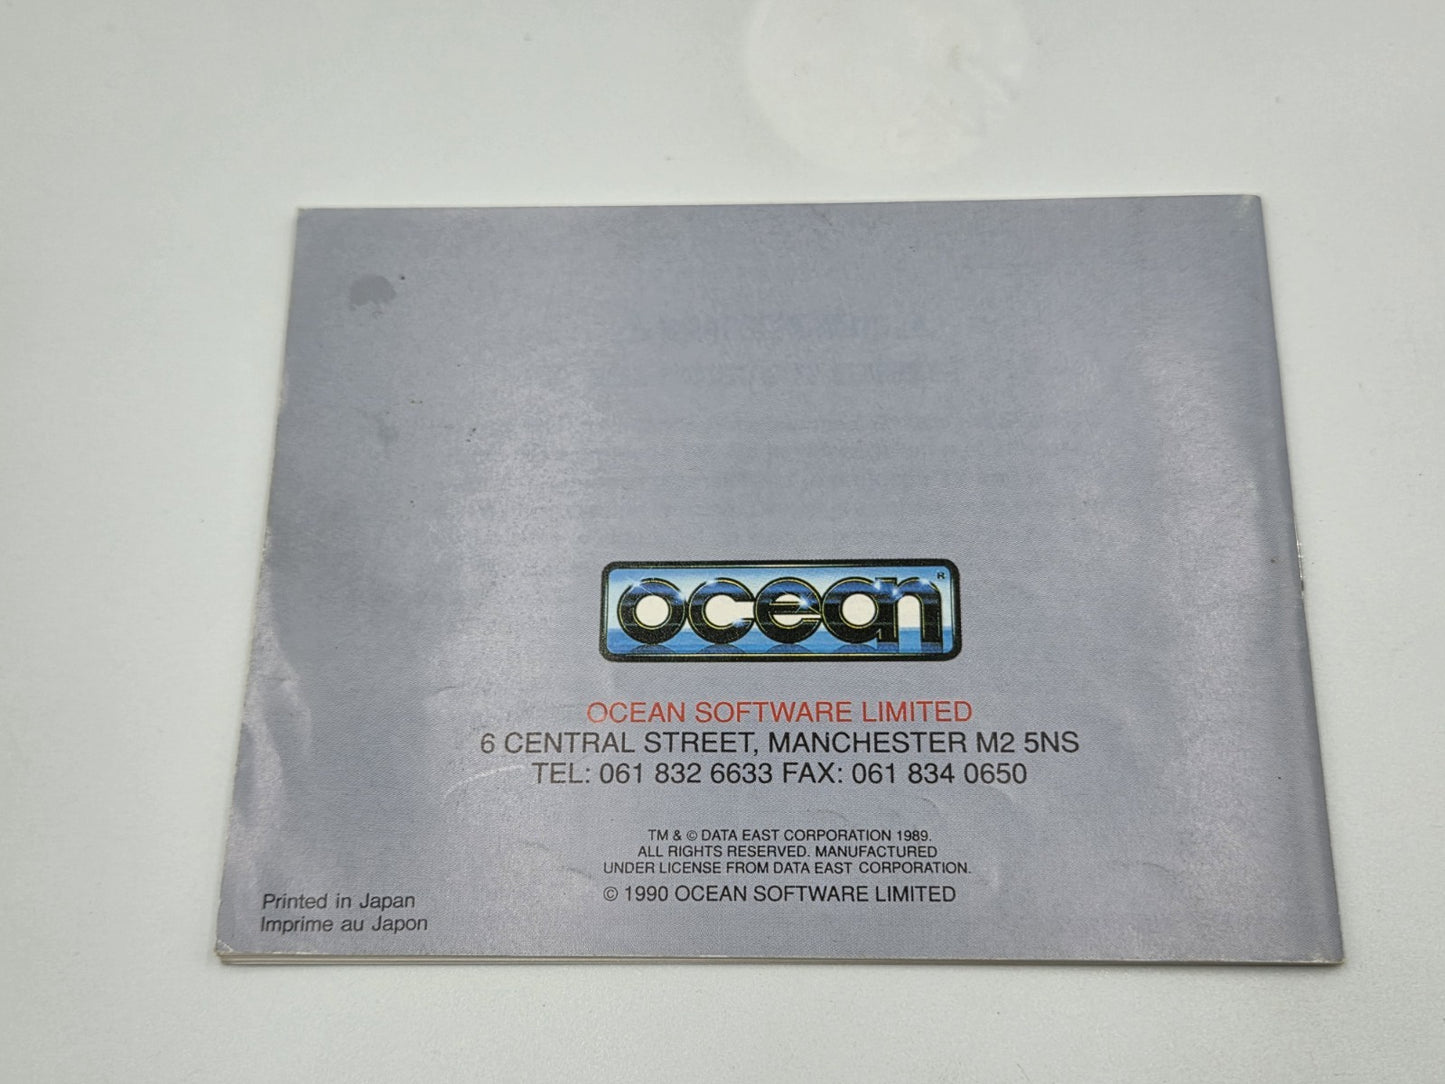 ocean R
OCEAN SOFTWARE LIMITED
6 CENTRAL STREET, MANCHESTER M2 5NS
TEL: 061 832 6633 FAX: 061 834 0650
TM & © DATA EAST CORPORATION 1989.
ALL RIGHTS RESERVED. MANUFACTURED
UNDER LICENSE FROM DATA EAST CORPORATION.
© 1990 OCEAN SOFTWARE LIMITED
Printed in Japan
Imprime au Japon